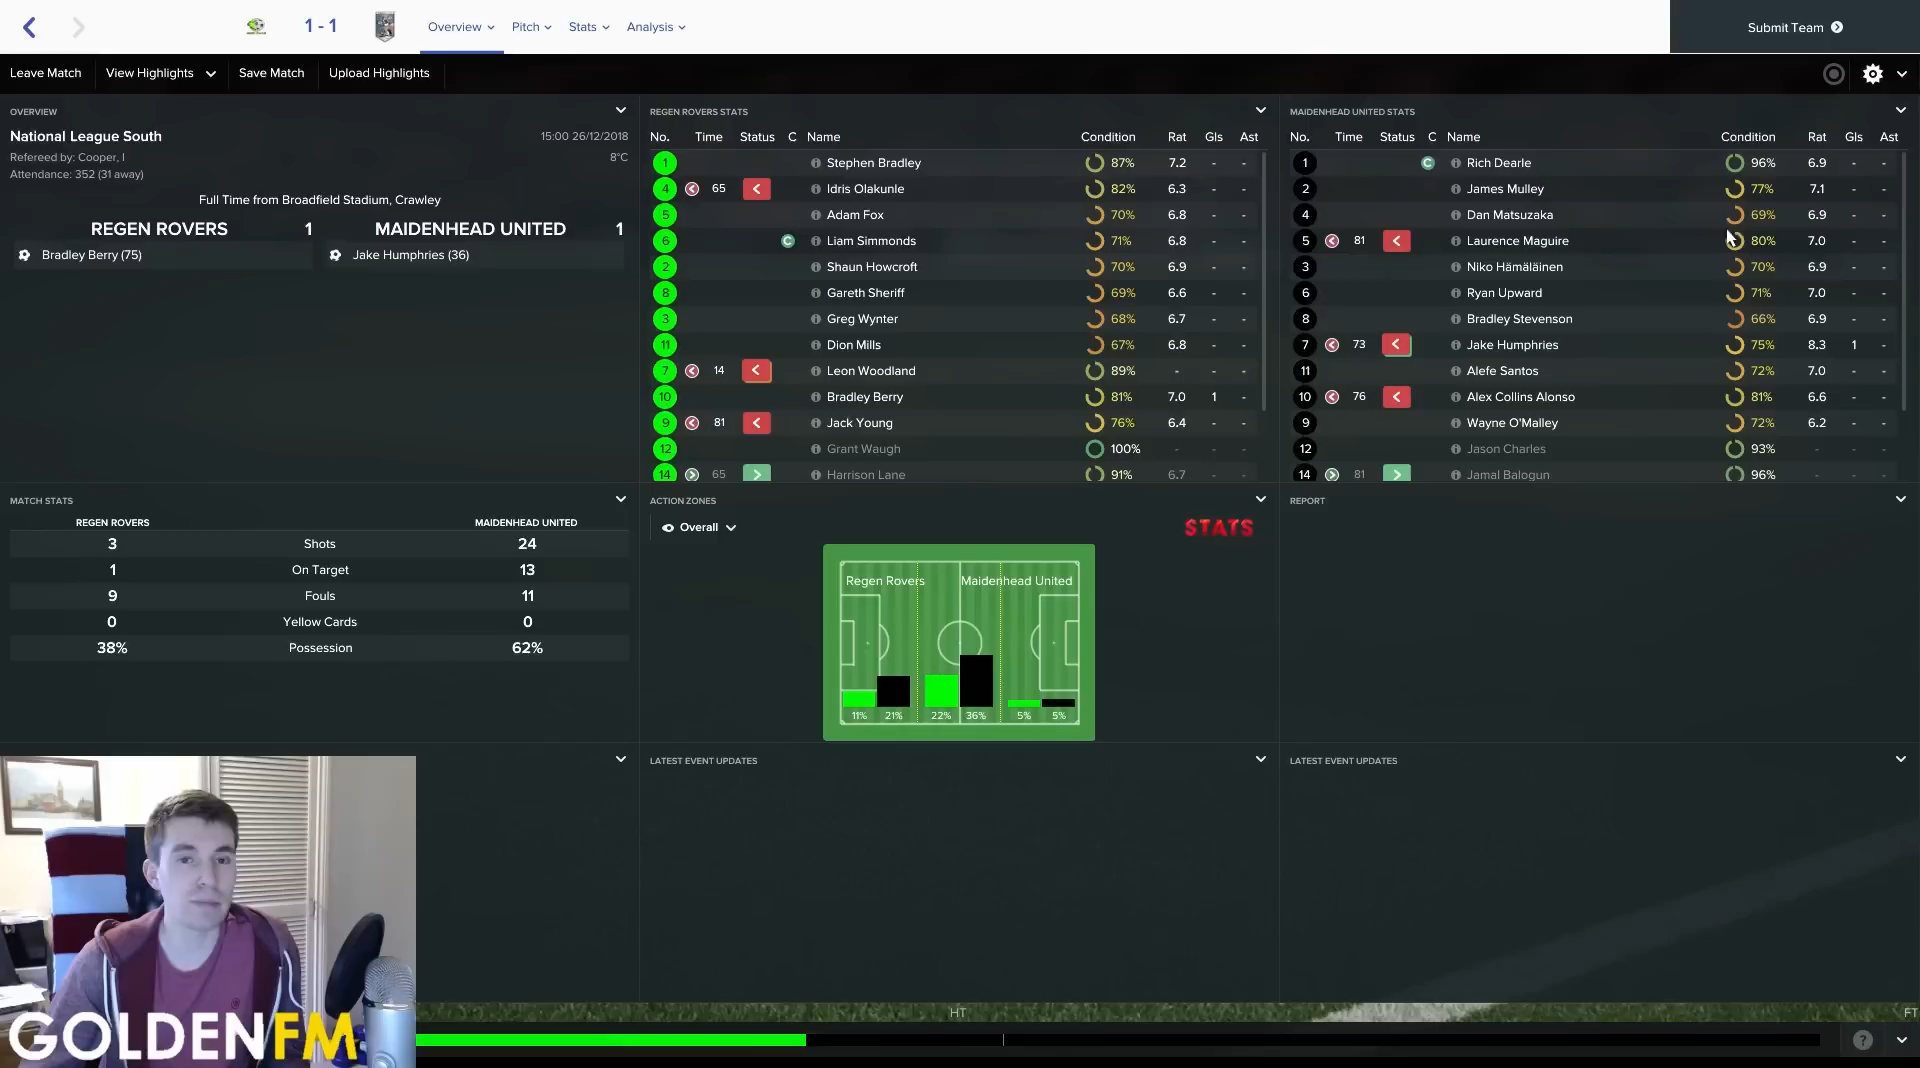 1 - 1
Overview
Pitch
Stats
Analysis
Submit Team
Leave Match
View Highlights
Save Match
Upload Highlights
OVERVIEW
National League South
15:00 26/12/2018
Refereed by: Cooper, I
8°C
Attendance: 352 (31 away)
Full Time from Broadfield Stadium, Crawley
REGEN ROVERS 1 MAIDENHEAD UNITED 1
Bradley Berry (75) Jake Humphries (36)
REGEN ROVERS STATS
No. Time Status C Name Condition Rat Gls Ast
1 Stephen Bradley 87% 7.2 - -
4 65 Idris Olakunle 82% 6.3 - -
5 Adam Fox 70% 6.8 - -
6 C Liam Simmonds 71% 6.8 - -
2 Shaun Howcroft 70% 6.9 - -
8 Gareth Sheriff 69% 6.6 - -
3 Greg Wynter 68% 6.7 - -
11 Dion Mills 67% 6.8 - -
7 14 Leon Woodland 89% - - -
10 Bradley Berry 81% 7.0 1 -
9 81 Jack Young 76% 6.4 - -
12 Grant Waugh 100% - - -
14 65 Harrison Lane 91% 6.7 - -
MAIDENHEAD UNITED STATS
No. Time Status C Name Condition Rat Gls Ast
1 C Rich Dearle 96% 6.9 - -
2 James Mulley 77% 7.1 - -
4 Dan Matsuzaka 69% 6.9 - -
5 81 Laurence Maguire 80% 7.0 - -
3 Niko Hämäläinen 70% 6.9 - -
6 Ryan Upward 71% 7.0 - -
8 Bradley Stevenson 66% 6.9 - -
7 73 Jake Humphries 75% 8.3 1 -
11 Alefe Santos 72% 7.0 - -
10 76 Alex Collins Alonso 81% 6.6 - -
9 Wayne O'Malley 72% 6.2 - -
12 Jason Charles 93% - - -
14 81 Jamal Balogun 96% - - -
MATCH STATS
REGEN ROVERS MAIDENHEAD UNITED
3 Shots 24
1 On Target 13
9 Fouls 11
0 Yellow Cards 0
38% Possession 62%
ACTION ZONES
Overall
STATS
Regen Rovers Maidenhead United
11% 21% 22% 36% 5% 5%
REPORT
LATEST EVENT UPDATES
LATEST EVENT UPDATES
HT
FT
GOLDENFM
?